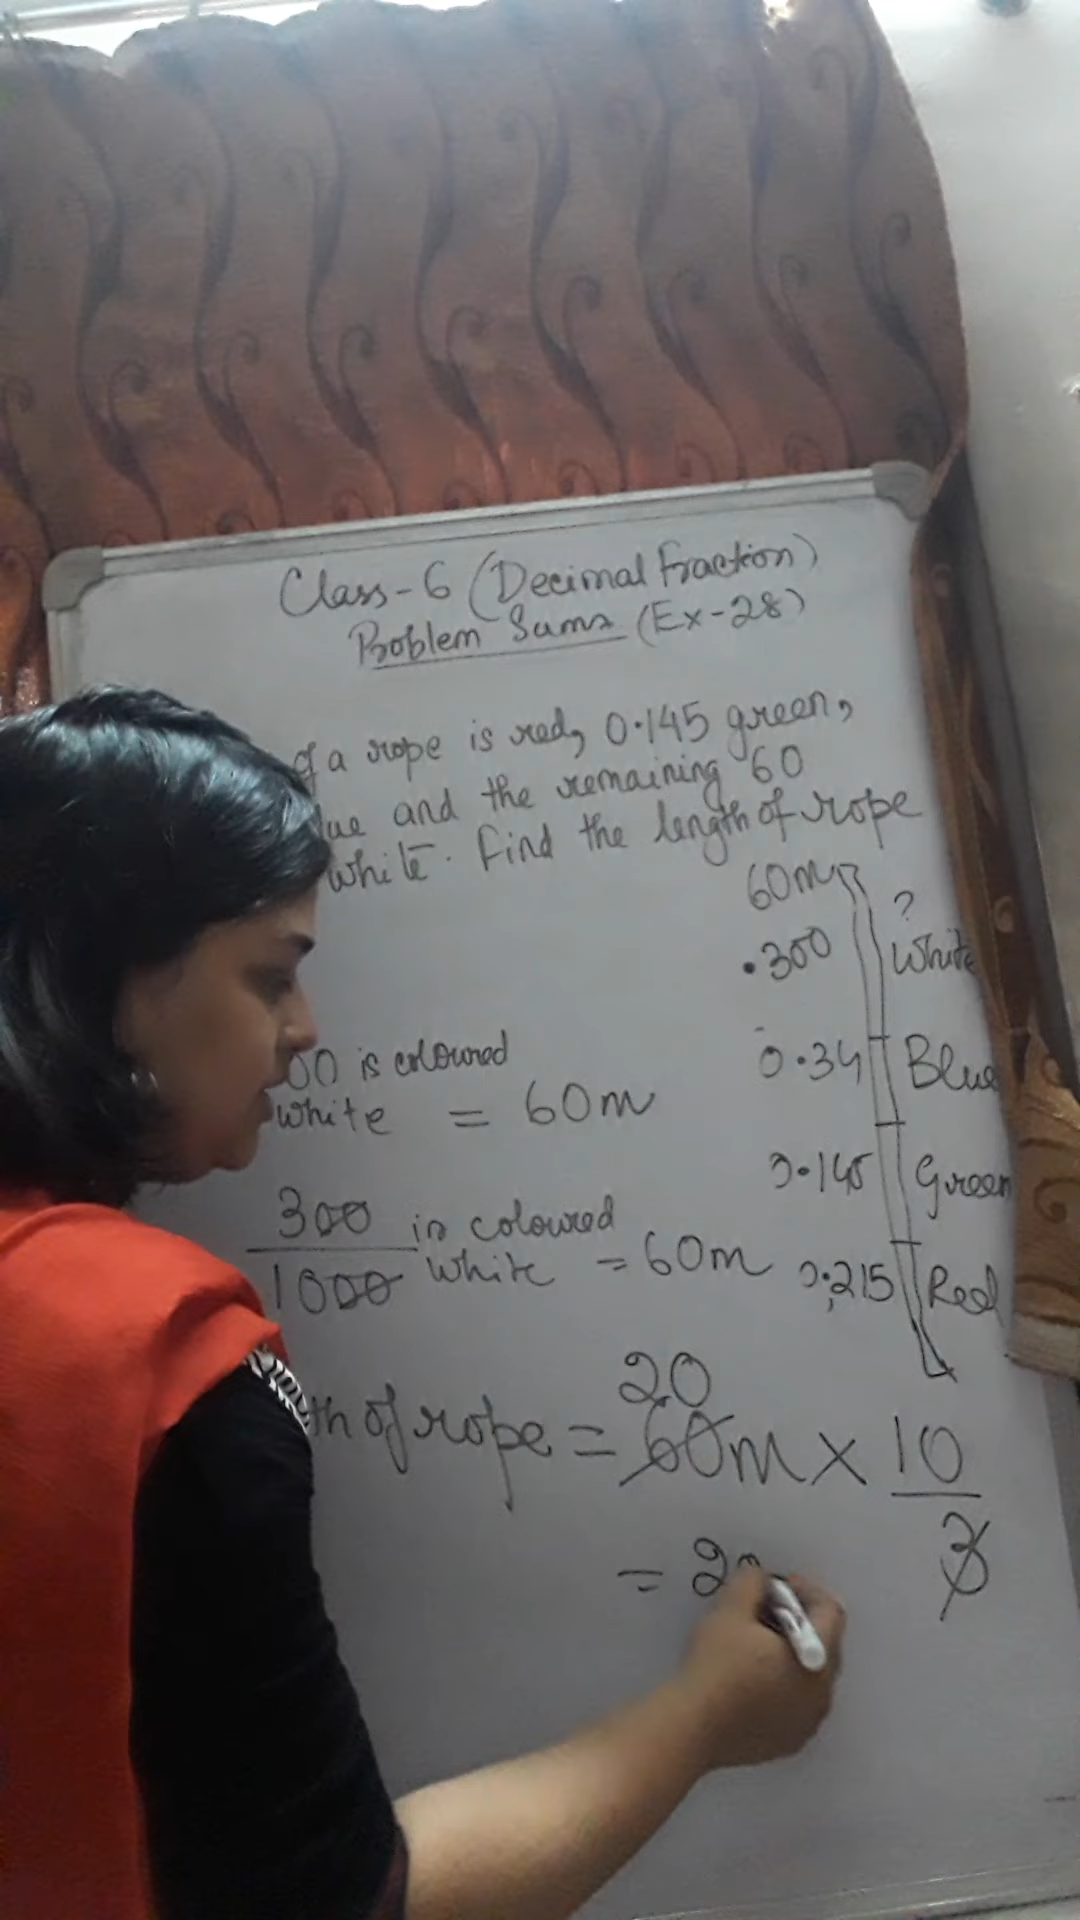 Class-6 (Decimal Fraction)
Problem Sums (Ex-28)
of a rope is red, 0.145 green,
and the remaining 60
white. Find the length of rope
60m
?
.300 White
0.34 Blue
0.145 Green
0.215 Red
00 is coloured
white = 60m
300 is coloured
1000 white = 60m
20
th of rope = 60m × 10
3
= 2